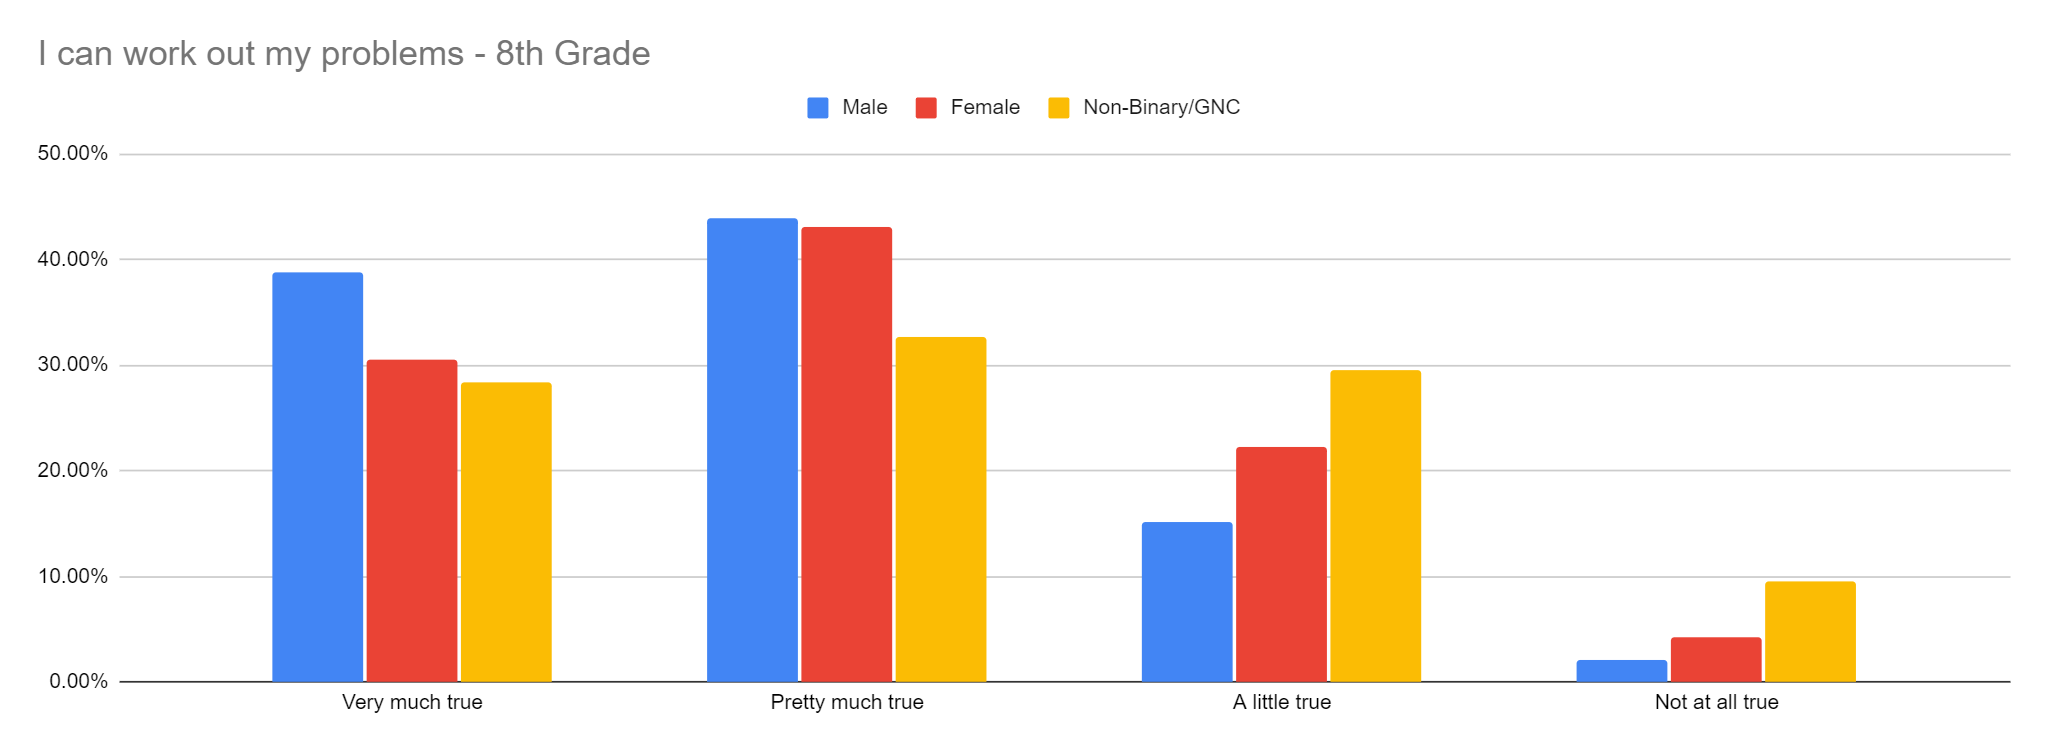 I can work out my problems - 8th Grade
Male Female Non-Binary/GNC
50.00%
40.00%
30.00%
20.00%
10.00%
0.00%
Very much true Pretty much true A little true Not at all true